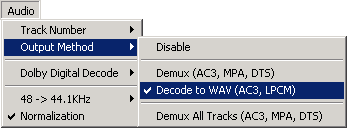 Audio
Track Number
Output Method
Dolby Digital Decode
48 -> 44.1KHz
Normalization
Disable
Demux (AC3, MPA, DTS)
Decode to WAV (AC3, LPCM)
Demux All Tracks (AC3, MPA, DTS)